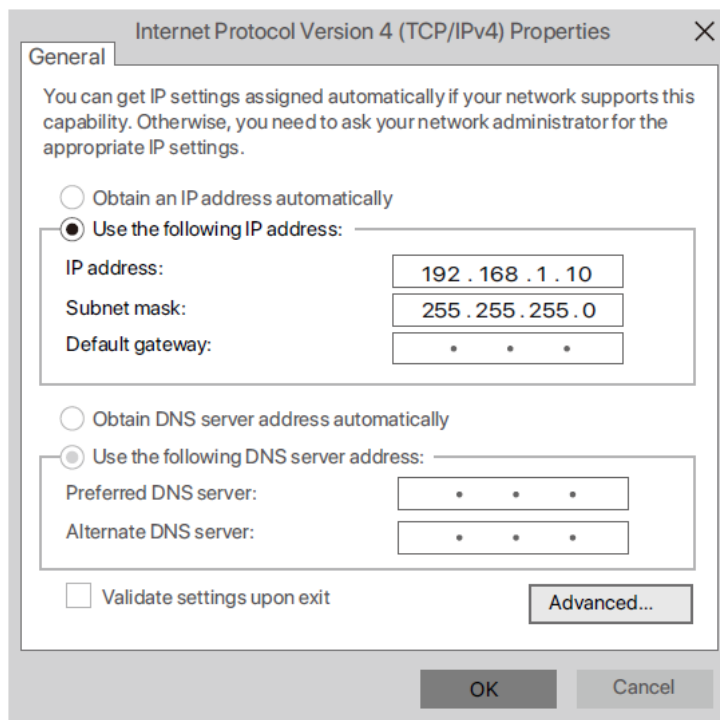 Internet Protocol Version 4 (TCP/IPv4) Properties
General
You can get IP settings assigned automatically if your network supports this
capability. Otherwise, you need to ask your network administrator for the
appropriate IP settings.
Obtain an IP address automatically
Use the following IP address:
IP address: 192 . 168 . 1 . 10
Subnet mask: 255 . 255 . 255 . 0
Default gateway: . . .
Obtain DNS server address automatically
Use the following DNS server address:
Preferred DNS server: . . .
Alternate DNS server: . . .
Validate settings upon exit
Advanced...
OK Cancel